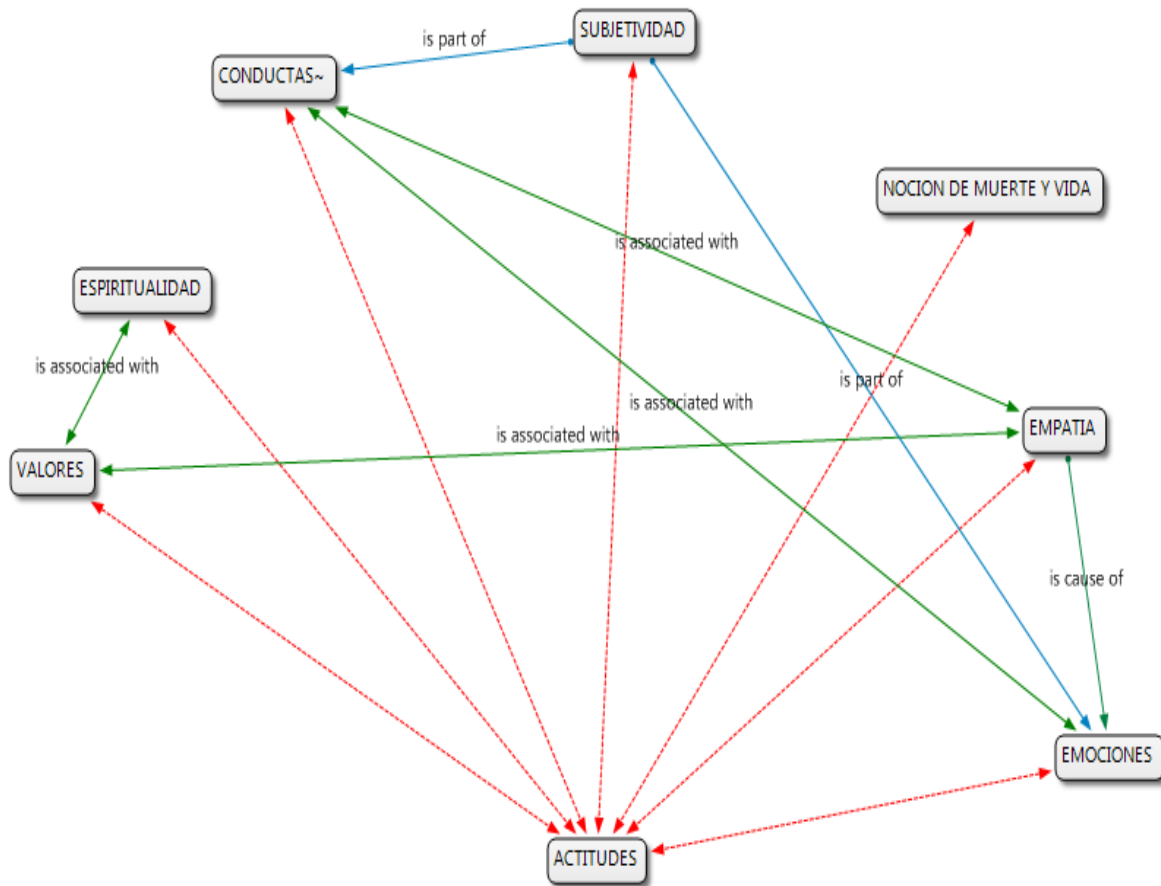 SUBJETIVIDAD
is part of
CONDUCTAS~
NOCION DE MUERTE Y VIDA
is associated with
ESPIRITUALIDAD
is associated with
is part of
is associated with
EMPATIA
is associated with
VALORES
is cause of
EMOCIONES
ACTITUDES